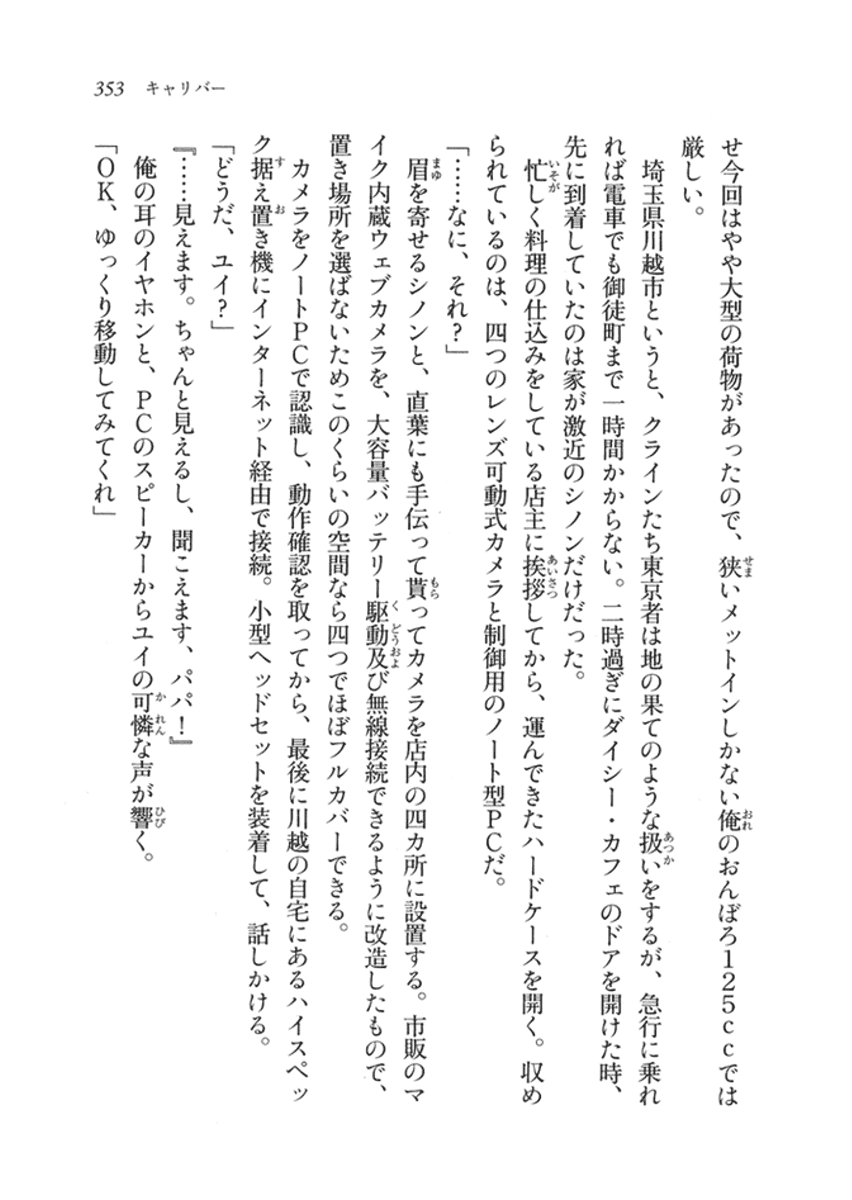 353 キャリバー
せ今回はやや大型の荷物があったので、狭いメットインしかない俺のおんぼろ125ccでは
厳しい。
埼玉県川越市というと、クラインたち東京者は地の果てのような扱いをするが、急行に乗れ
れば電車でも御徒町まで一時間かからない。二時過ぎにダイシー・カフェのドアを開けた時、
先に到着していたのは家が激近のシノンだけだった。
忙しく料理の仕込みをしている店主に挨拶してから、運んできたハードケースを開く。収め
られているのは、四つのレンズ可動式カメラと制御用のノート型PCだ。
「……なに、それ?」
眉を寄せるシノンと、直葉にも手伝って貰ってカメラを店内の四カ所に設置する。市販のマ
イク内蔵ウェブカメラを、大容量バッテリー駆動及び無線接続できるように改造したもので、
置き場所を選ばないためこのくらいの空間なら四つでほぼフルカバーできる。
カメラをノートPCで認識し、動作確認を取ってから、最後に川越の自宅にあるハイスペッ
ク据え置き機にインターネット経由で接続。小型ヘッドセットを装着して、話しかける。
「どうだ、ユイ?」
『……見えます。ちゃんと見えるし、聞こえます、パパ!』
俺の耳のイヤホンと、PCのスピーカーからユイの可憐な声が響く。
「OK、ゆっくり移動してみてくれ」